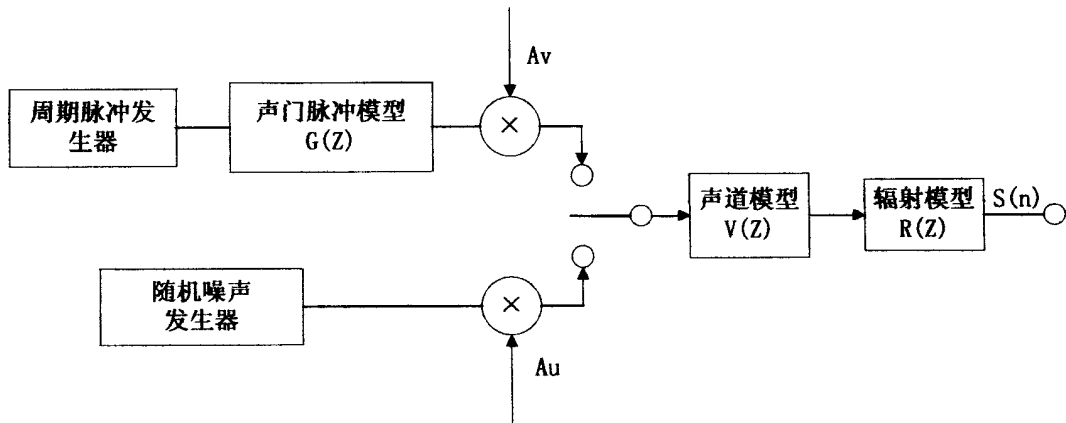 Av
周期脉冲发
生器
声门脉冲模型
G(Z)
×
声道模型
V(Z)
辐射模型
R(Z)
S(n)
随机噪声
发生器
×
Au